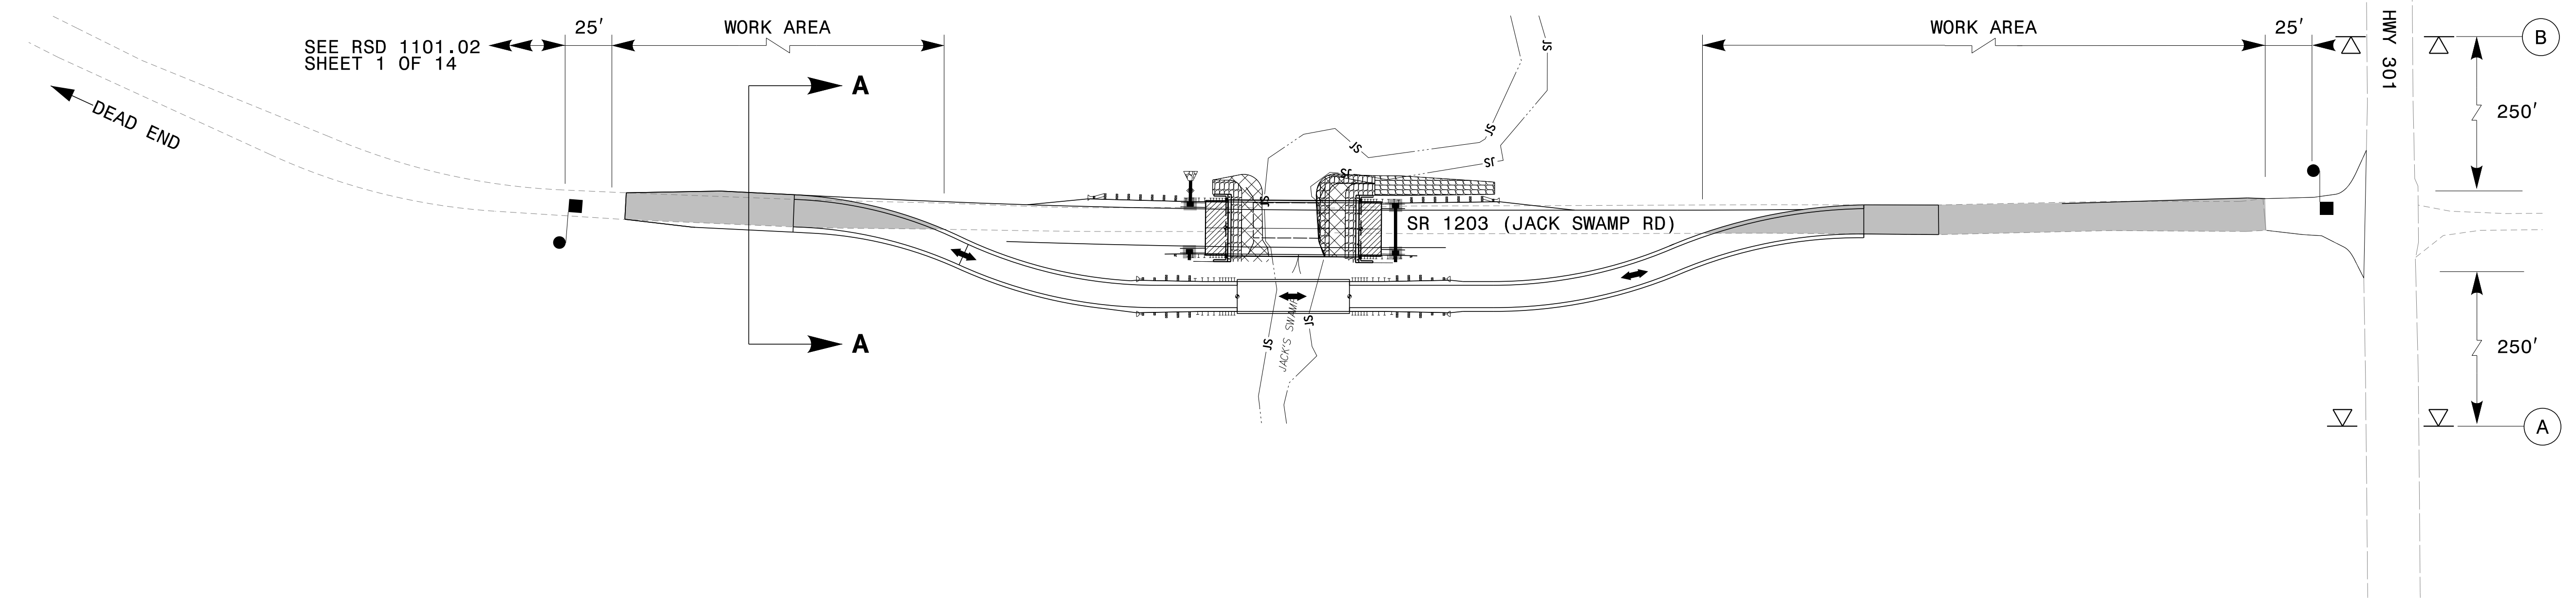 25'
WORK AREA
SEE RSD 1101.02
SHEET 1 OF 14
A
DEAD END
A
JS
JS
JS
JS
JS
JS
SR 1203 (JACK SWAMP RD)
JACK'S SWAMP
JS
JS
WORK AREA
25'
HWY 301
B
250'
250'
A